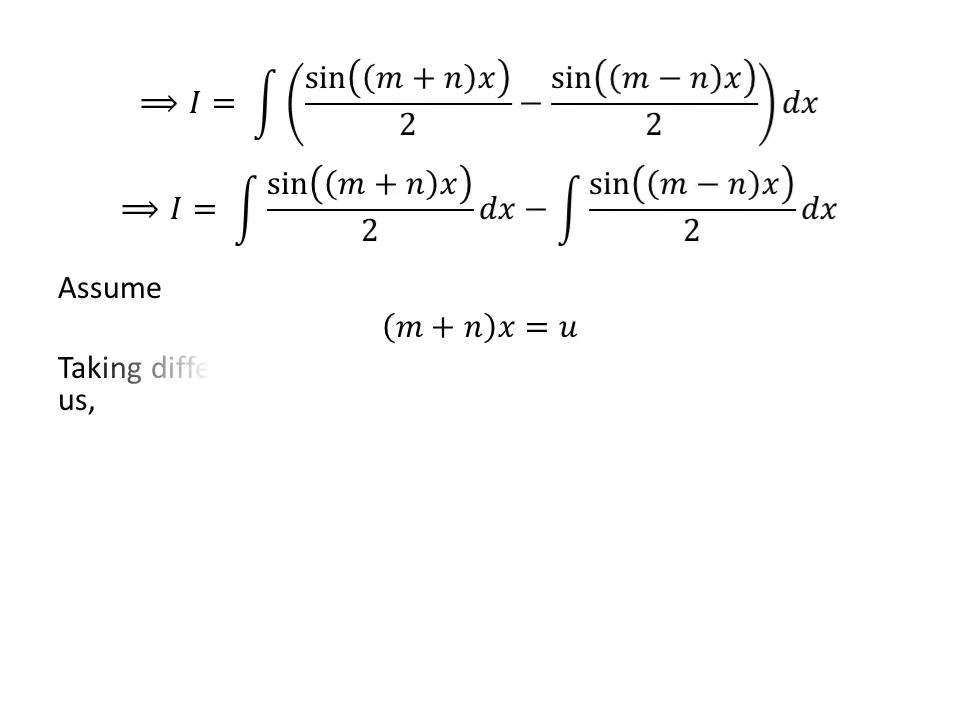 ⟹ I = ∫ ( sin((m + n)x) / 2 − sin((m − n)x) / 2 ) dx
⟹ I = ∫ sin((m + n)x) / 2 dx − ∫ sin((m − n)x) / 2 dx
Assume
(m + n)x = u
Taking
us,